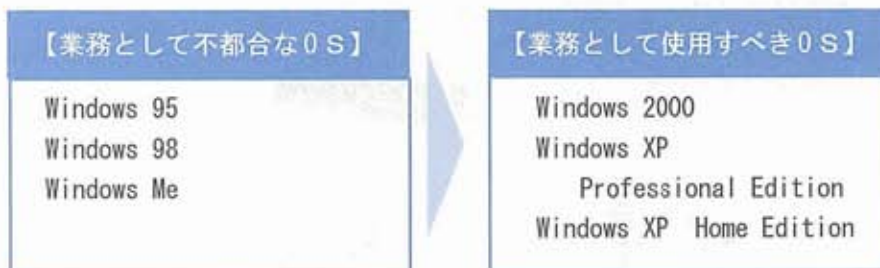 【業務として不都合なOS】
Windows 95
Windows 98
Windows Me
【業務として使用すべきOS】
Windows 2000
Windows XP
Professional Edition
Windows XP Home Edition